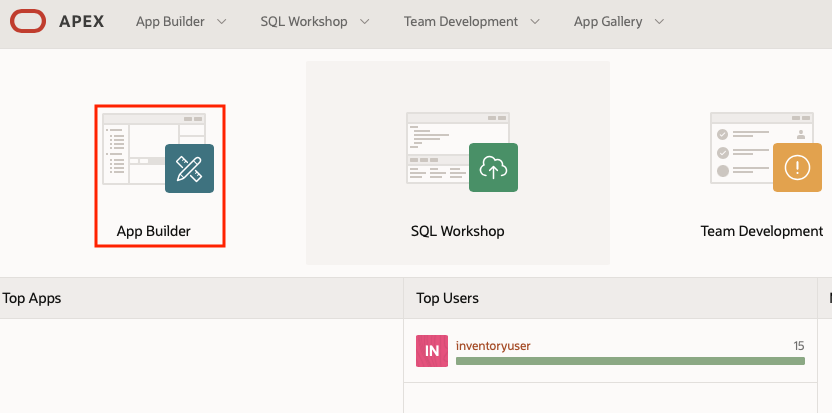 APEX App Builder SQL Workshop Team Development App Gallery
App Builder SQL Workshop Team Development
Top Apps Top Users
IN inventoryuser 15